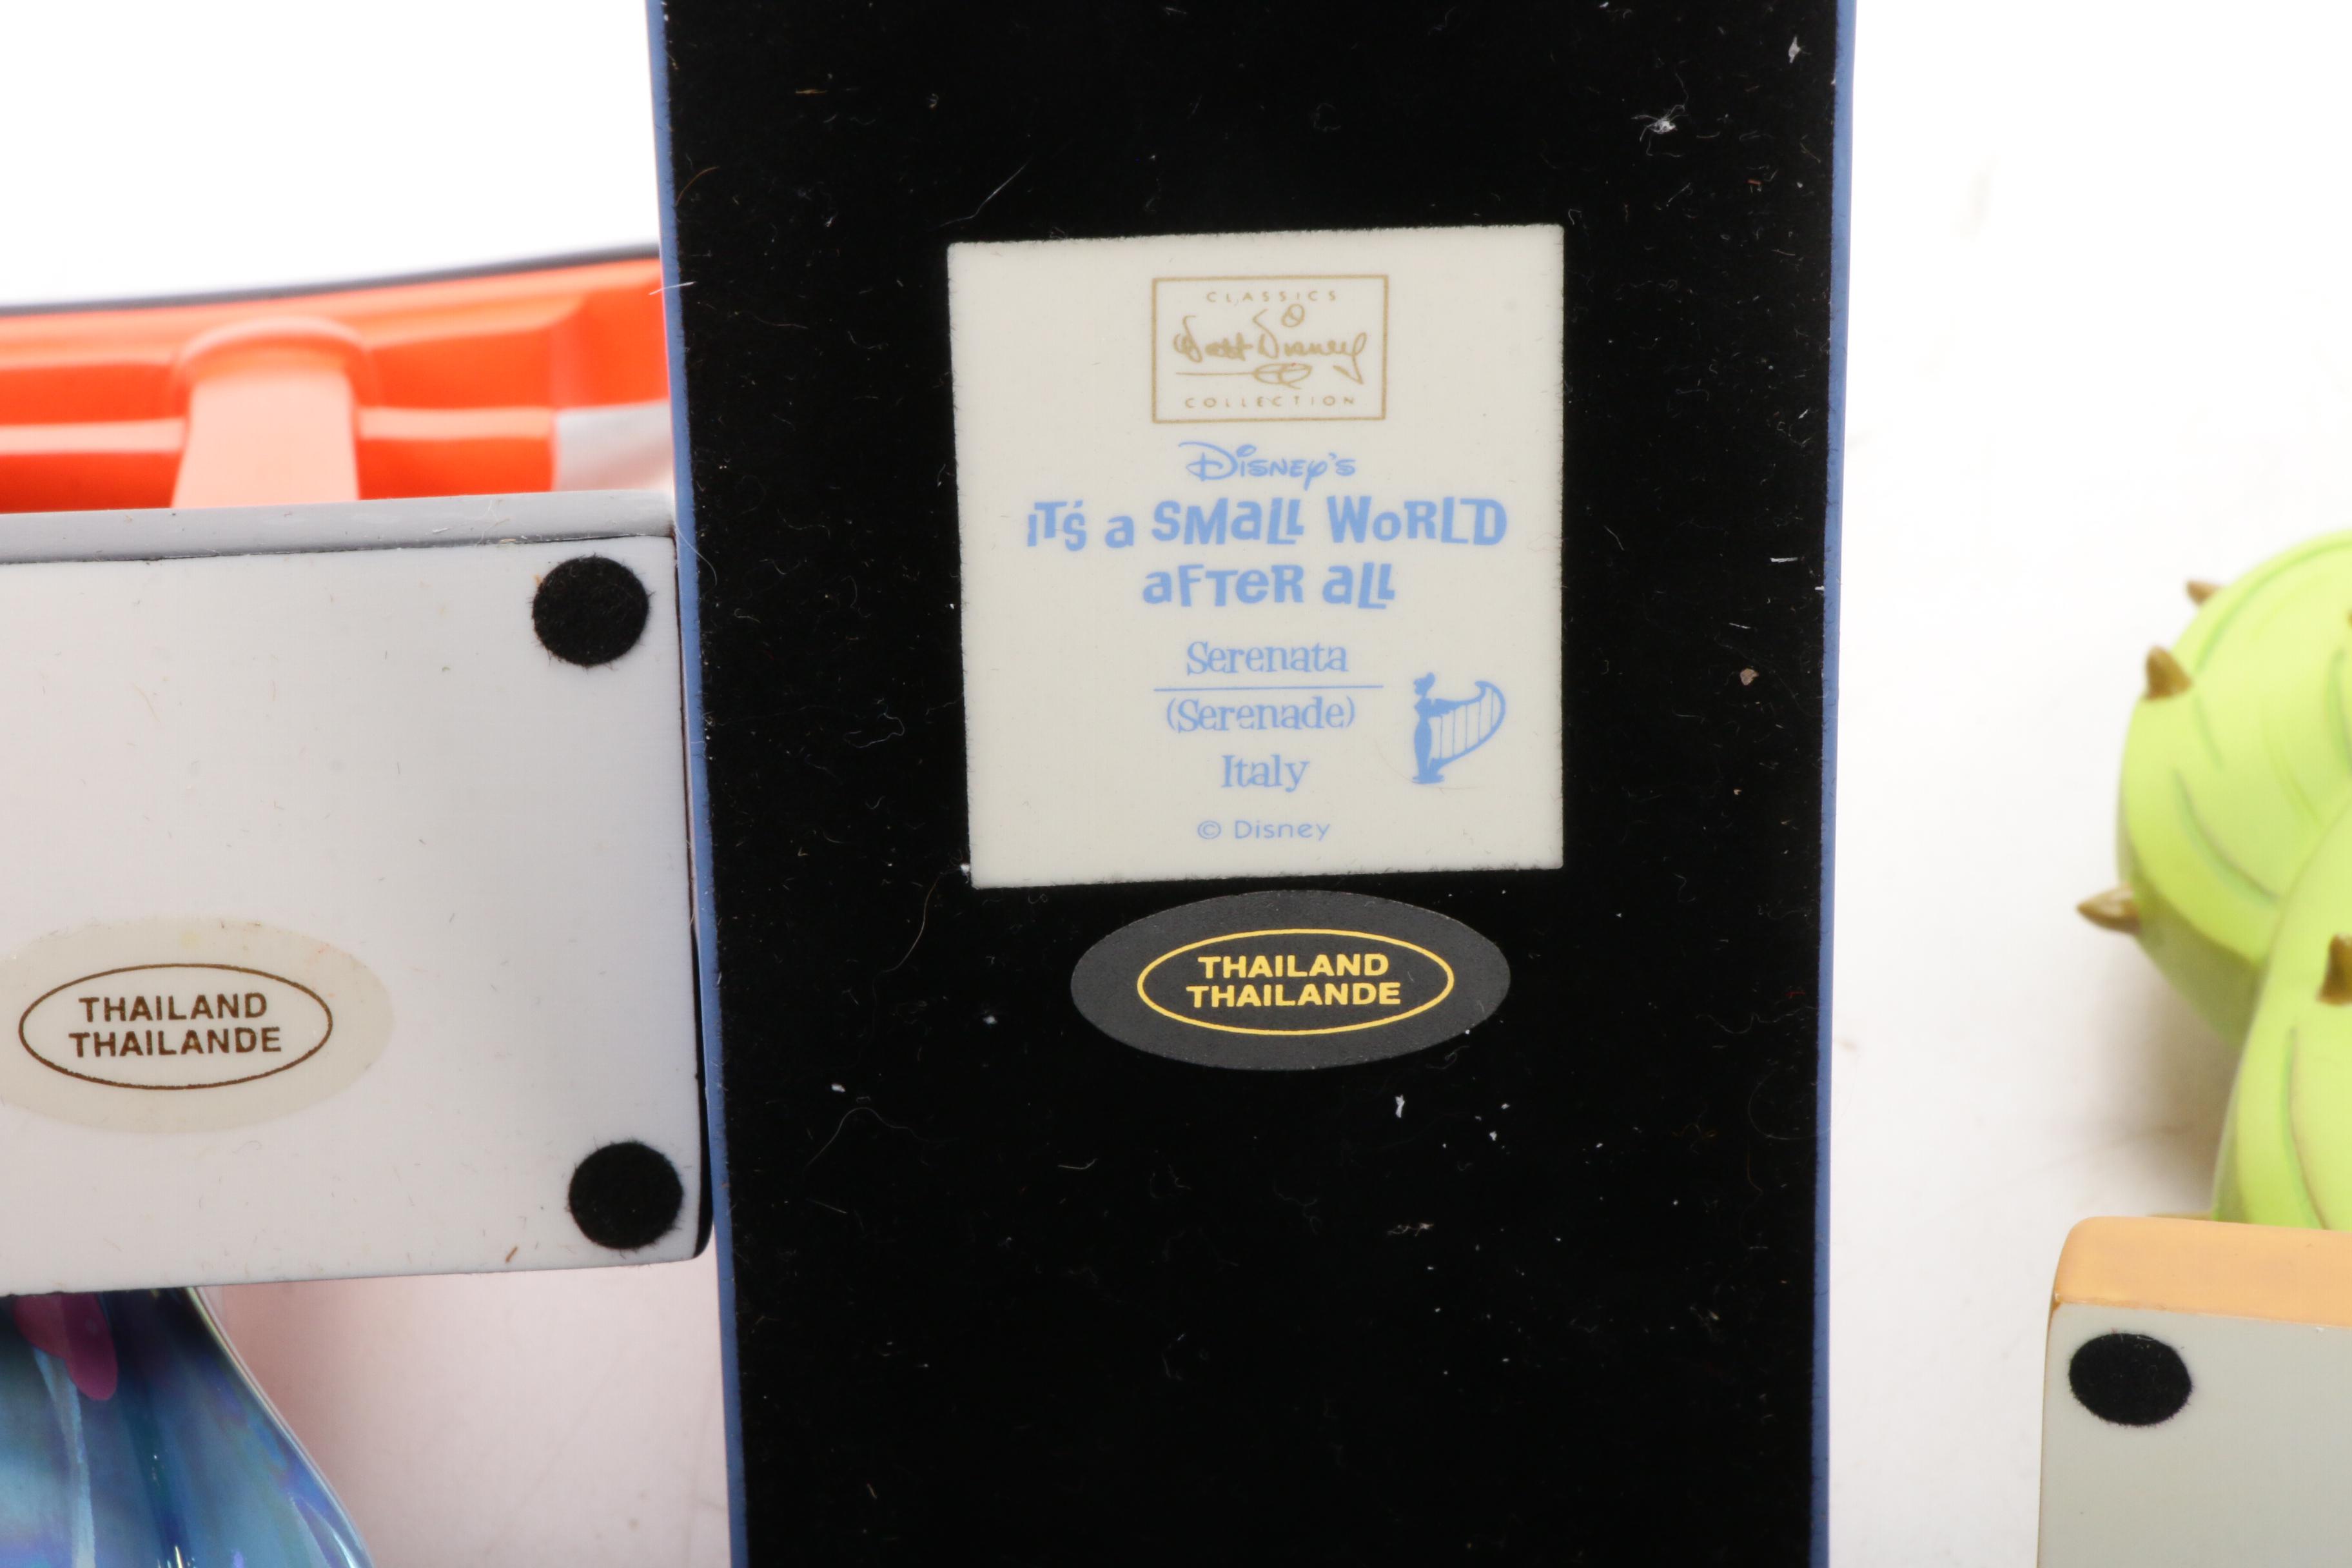 CLASSICS
Walt Disney
COLLECTION
DISNEY'S
iT's a SMaLL WoRLD
aFTeR aLL
Serenata
(Serenade)
Italy
© Disney
THAILAND
THAILANDE
THAILAND
THAILANDE